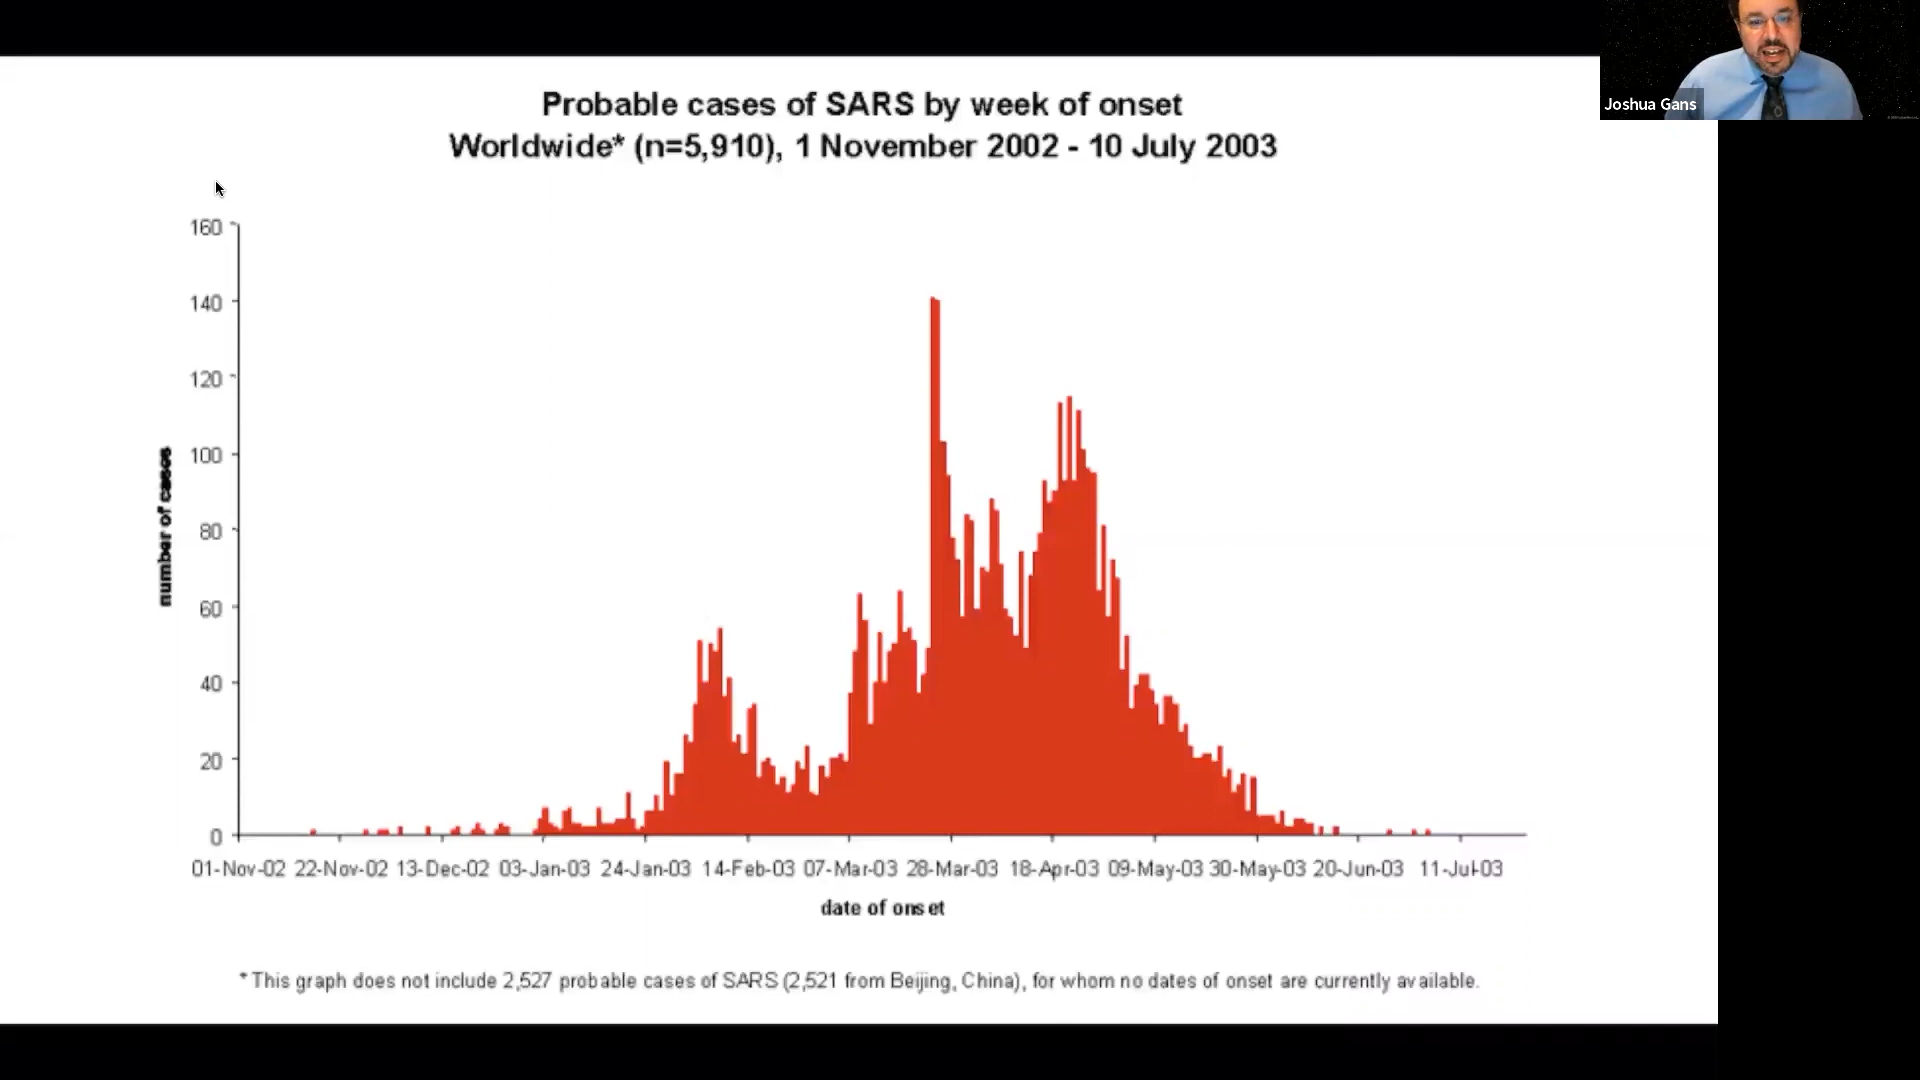 Probable cases of SARS by week of onset
Worldwide* (n=5,910), 1 November 2002 - 10 July 2003
Joshua Gans
160
140
120
100
80
60
40
20
0
number of cases
01-Nov-02 22-Nov-02 13-Dec-02 03-Jan-03 24-Jan-03 14-Feb-03 07-Mar-03 28-Mar-03 18-Apr-03 09-May-03 30-May-03 20-Jun-03 11-Jul-03
date of onset
* This graph does not include 2,527 probable cases of SARS (2,521 from Beijing, China), for whom no dates of onset are currently available.